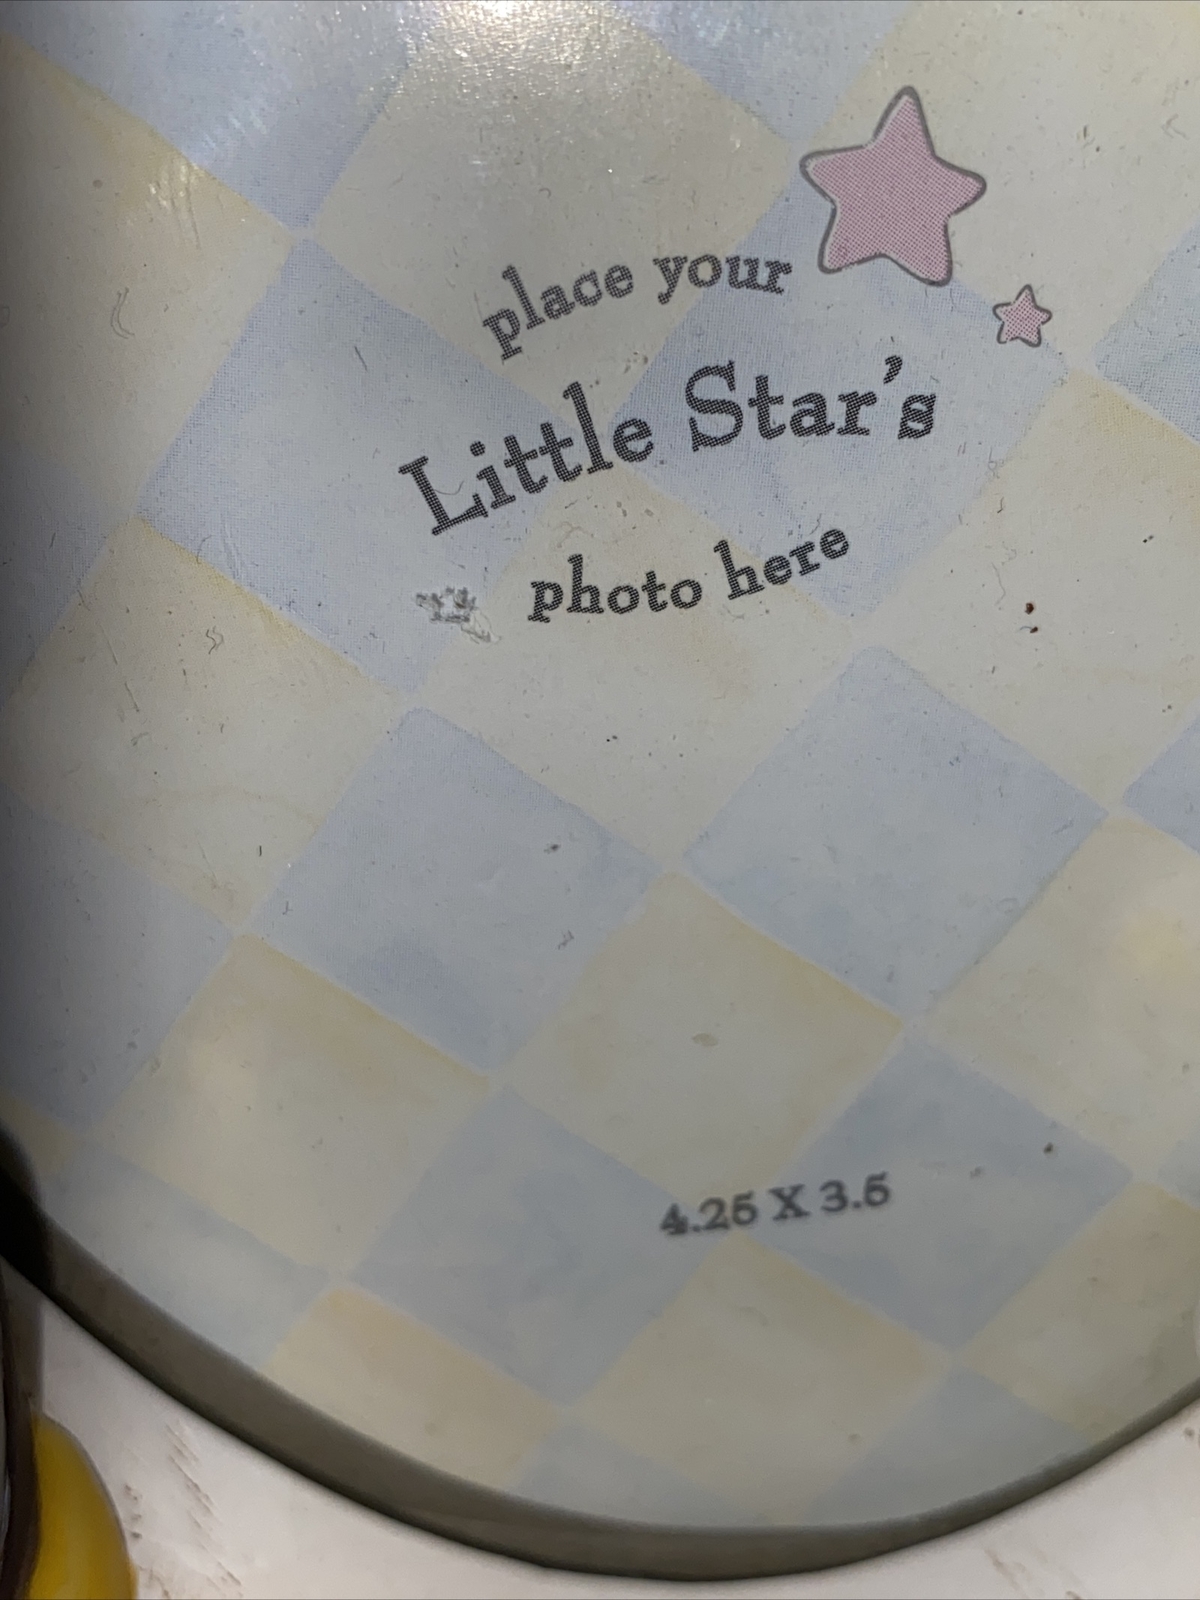 place your
Little Star's
photo here
4.25 X 3.5